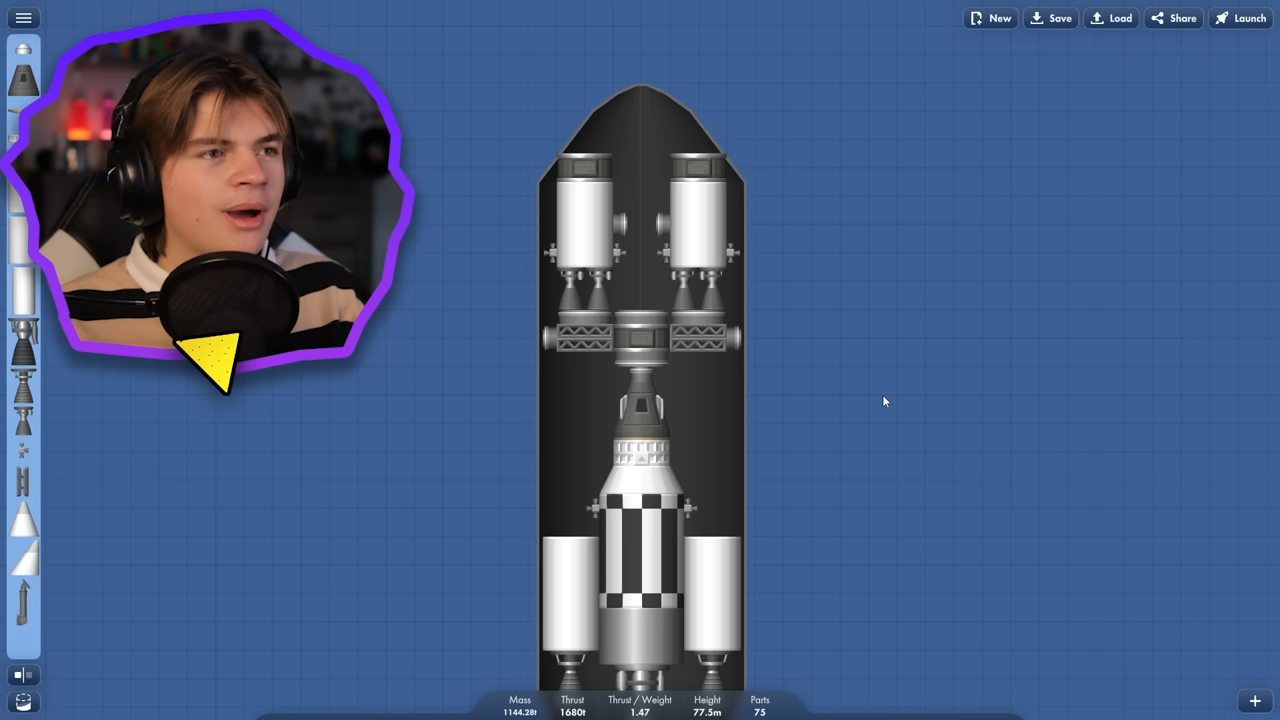 New Save Load Share Launch
Mass Thrust Thrust / Weight Height Parts
1144.28t 1680t 1.47 77.5m 75